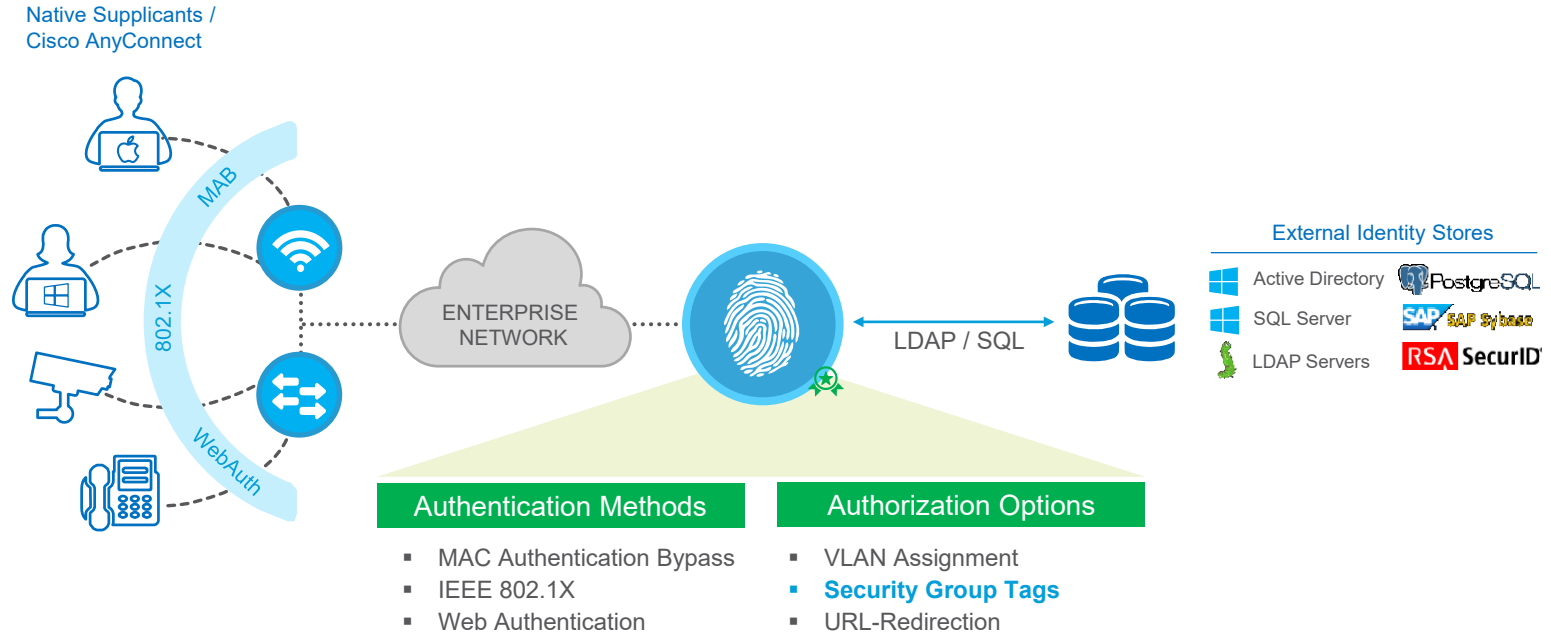 Native Supplicants /
Cisco AnyConnect
MAB
802.1X
WebAuth
ENTERPRISE
NETWORK
LDAP / SQL
External Identity Stores
Active Directory
PostgreSQL
SQL Server
SAP SAP Sybase
LDAP Servers
RSA SecurID
Authentication Methods
▪ MAC Authentication Bypass
▪ IEEE 802.1X
▪ Web Authentication
Authorization Options
▪ VLAN Assignment
▪ Security Group Tags
▪ URL-Redirection